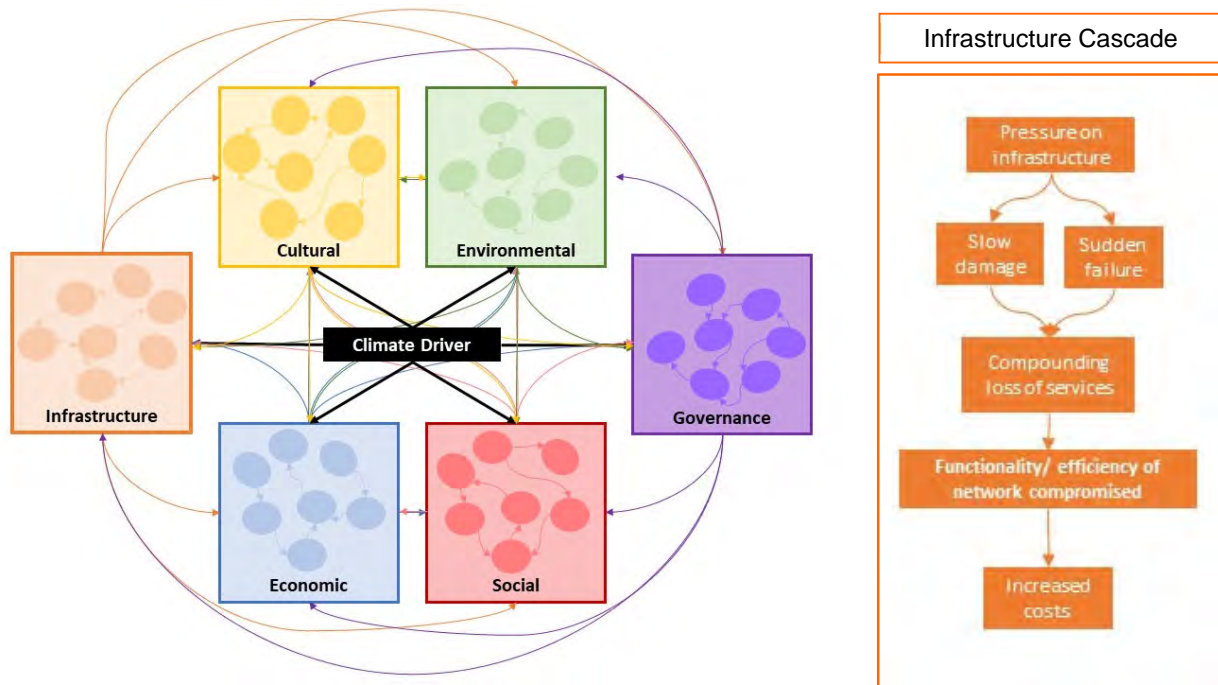 Cultural
Environmental
Climate Driver
Infrastructure
Governance
Economic
Social
Infrastructure Cascade
Pressure on
infrastructure
Slow
damage
Sudden
failure
Compounding
loss of services
Functionality/ efficiency of
network compromised
Increased
costs